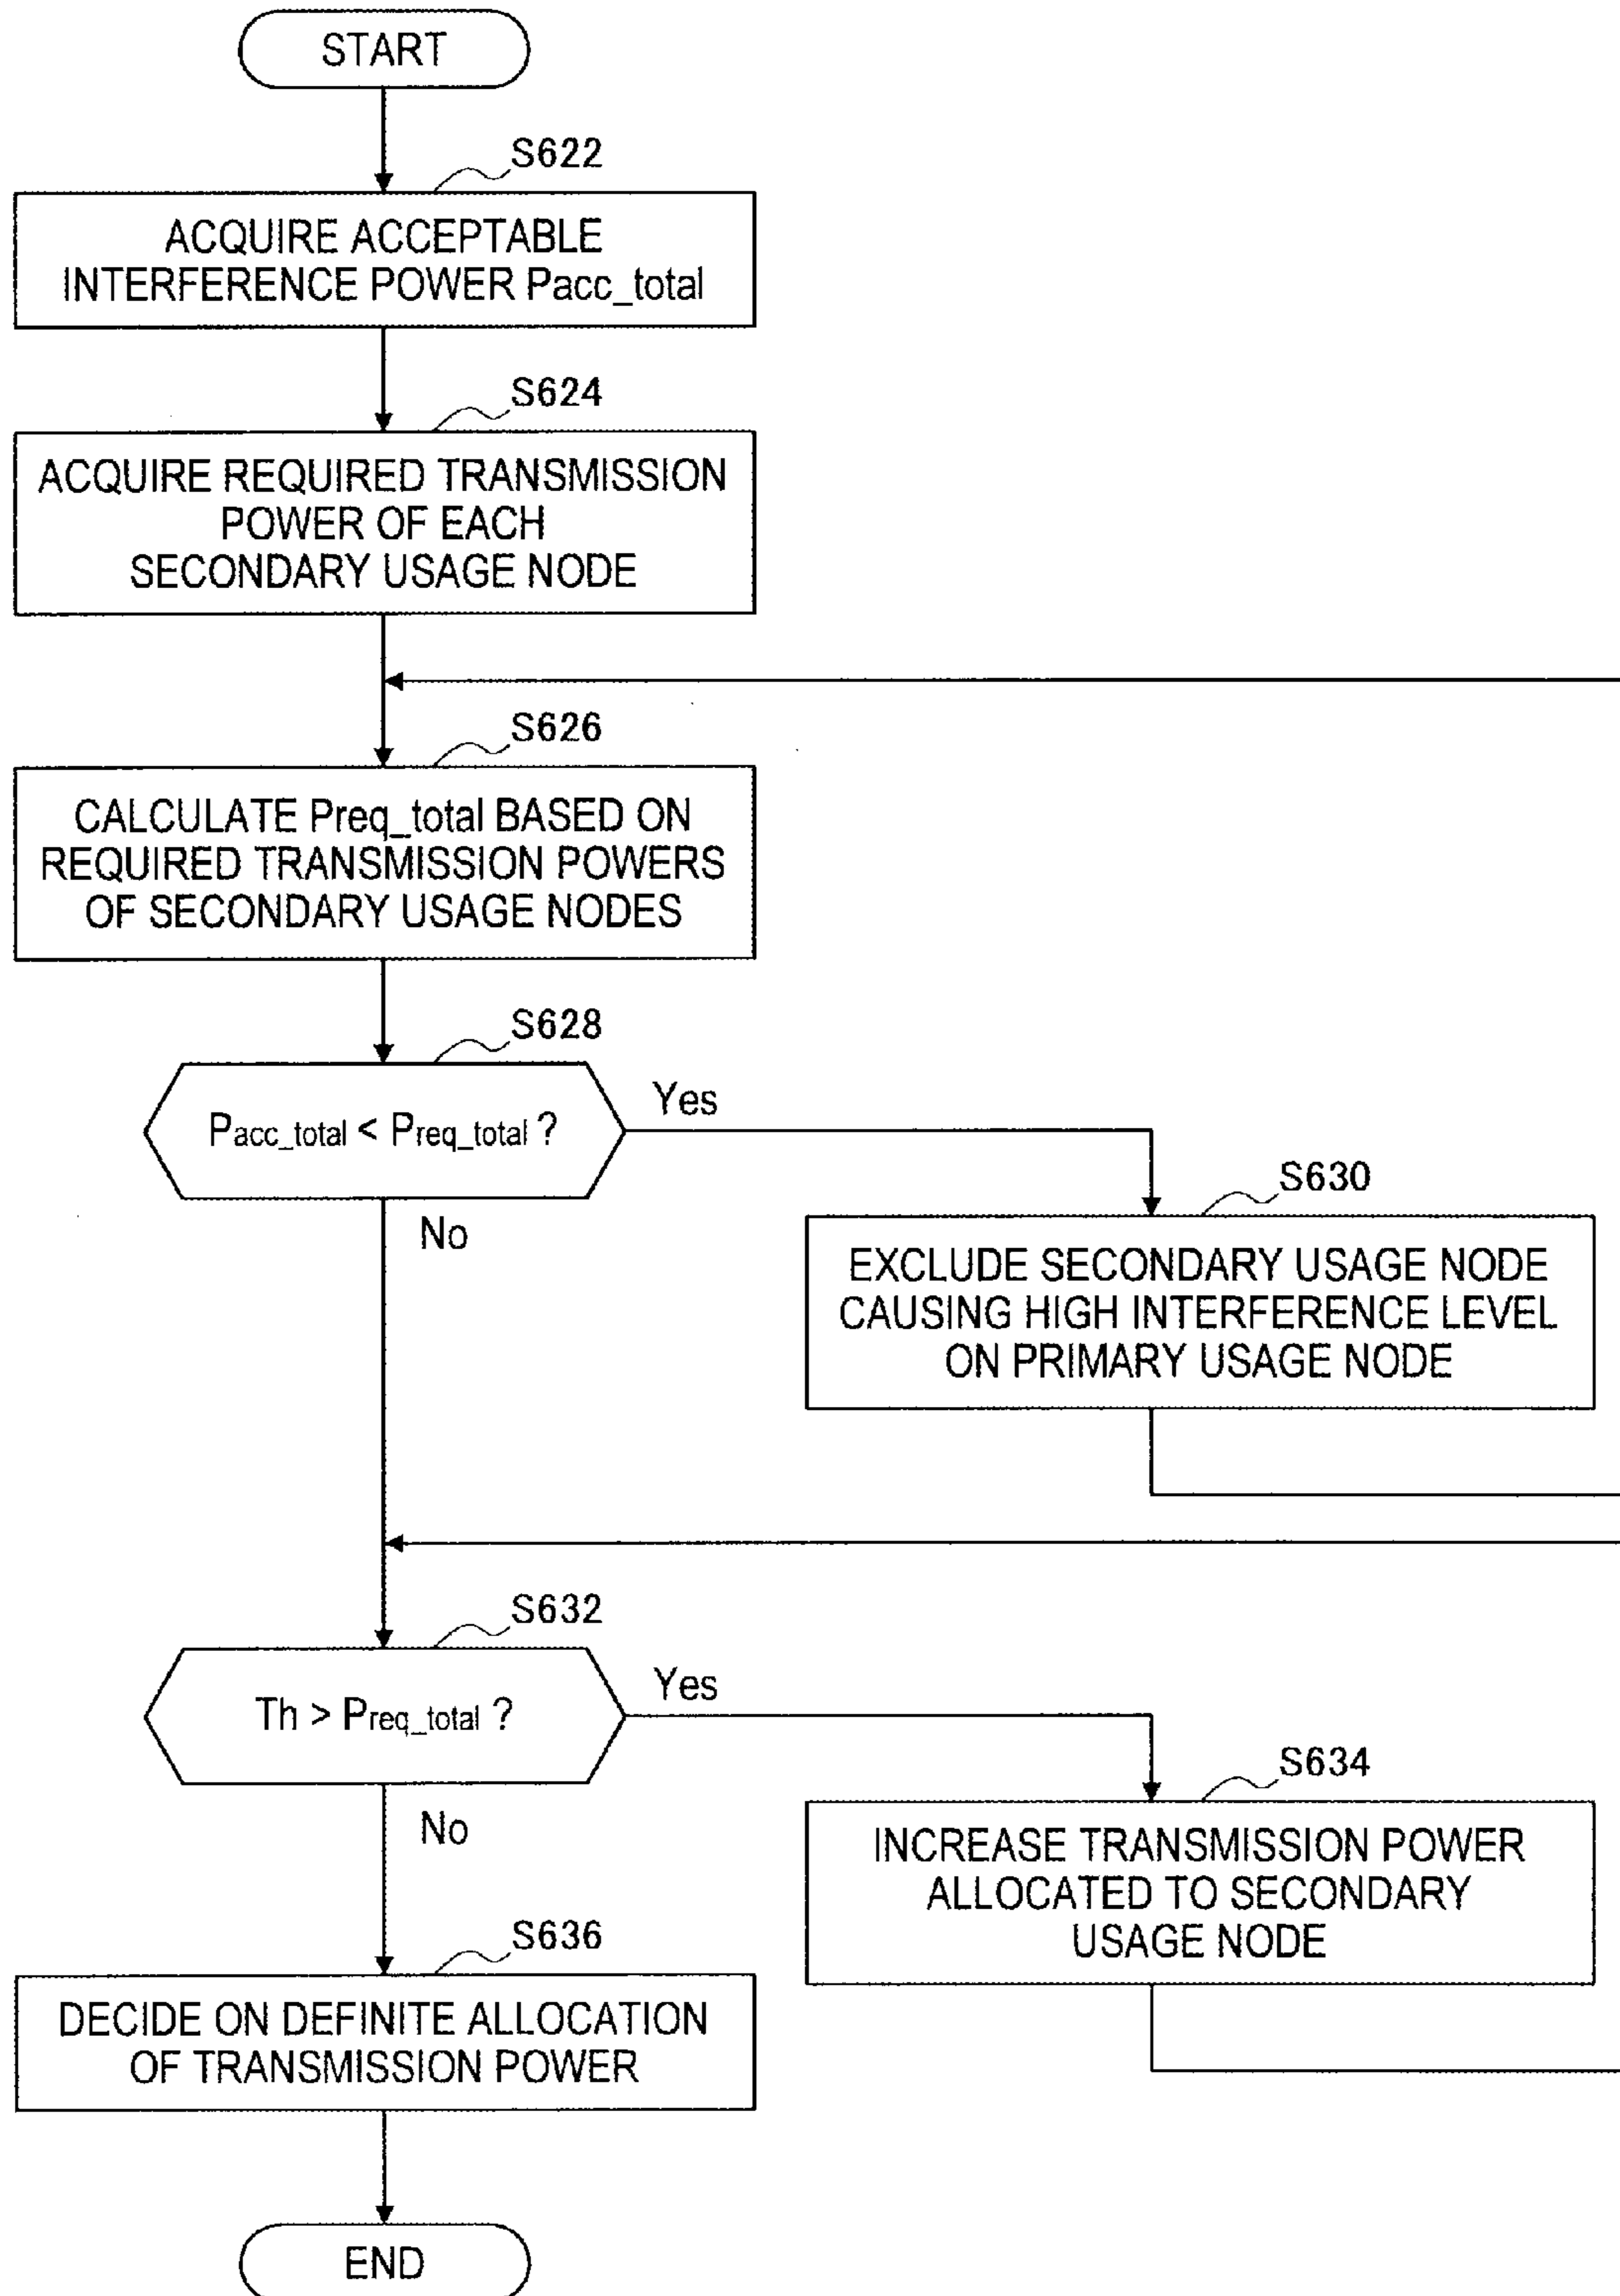 START
S622
ACQUIRE ACCEPTABLE
INTERFERENCE POWER Pacc_total
S624
ACQUIRE REQUIRED TRANSMISSION
POWER OF EACH
SECONDARY USAGE NODE
S626
CALCULATE Preq_total BASED ON
REQUIRED TRANSMISSION POWERS
OF SECONDARY USAGE NODES
S628
Pacc_total < Preq_total ?
Yes
No
S630
EXCLUDE SECONDARY USAGE NODE
CAUSING HIGH INTERFERENCE LEVEL
ON PRIMARY USAGE NODE
S632
Th > Preq_total ?
Yes
No
S634
INCREASE TRANSMISSION POWER
ALLOCATED TO SECONDARY
USAGE NODE
S636
DECIDE ON DEFINITE ALLOCATION
OF TRANSMISSION POWER
END